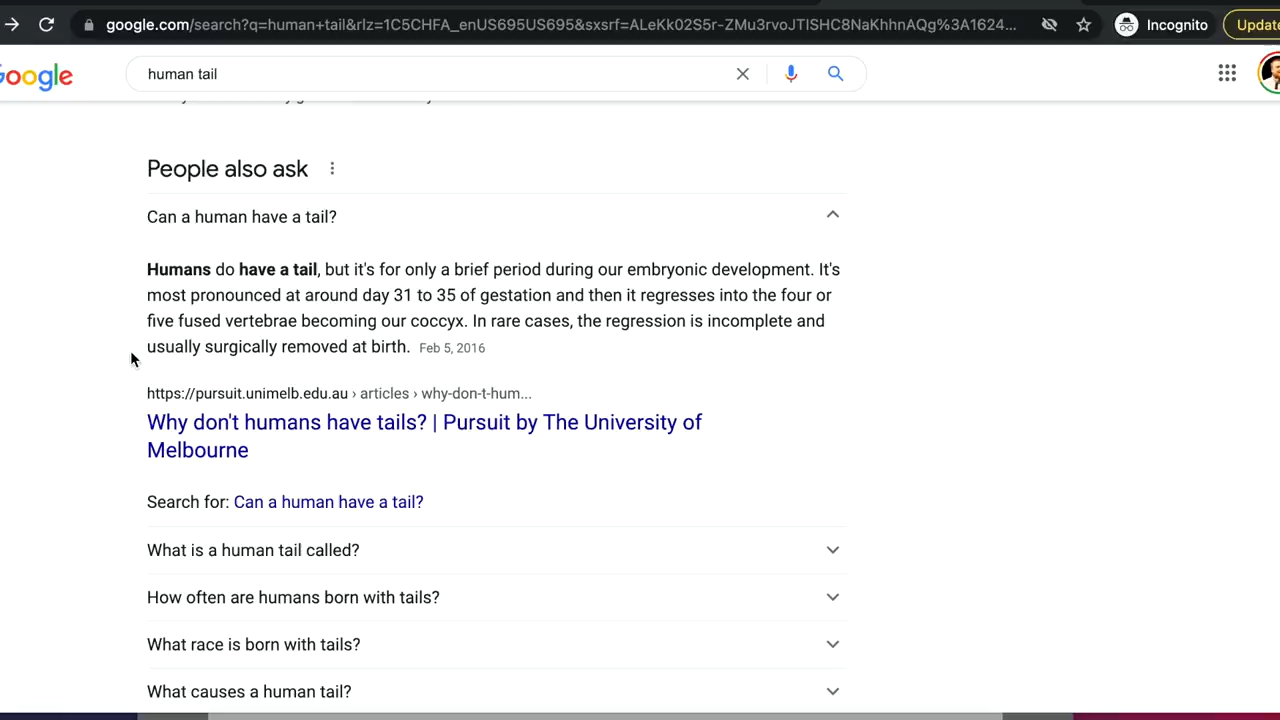 google.com/search?q=human+tail&rlz=1C5CHFA_enUS695US695&sxsrf=ALeKk02S5r-ZMu3rvoJTISHC8NaKhhnAQg%3A1624...
Incognito
Update
Google
human tail
People also ask
Can a human have a tail?
Humans do have a tail, but it's for only a brief period during our embryonic development. It's
most pronounced at around day 31 to 35 of gestation and then it regresses into the four or
five fused vertebrae becoming our coccyx. In rare cases, the regression is incomplete and
usually surgically removed at birth. Feb 5, 2016
https://pursuit.unimelb.edu.au › articles › why-don-t-hum...
Why don't humans have tails? | Pursuit by The University of
Melbourne
Search for: Can a human have a tail?
What is a human tail called?
How often are humans born with tails?
What race is born with tails?
What causes a human tail?